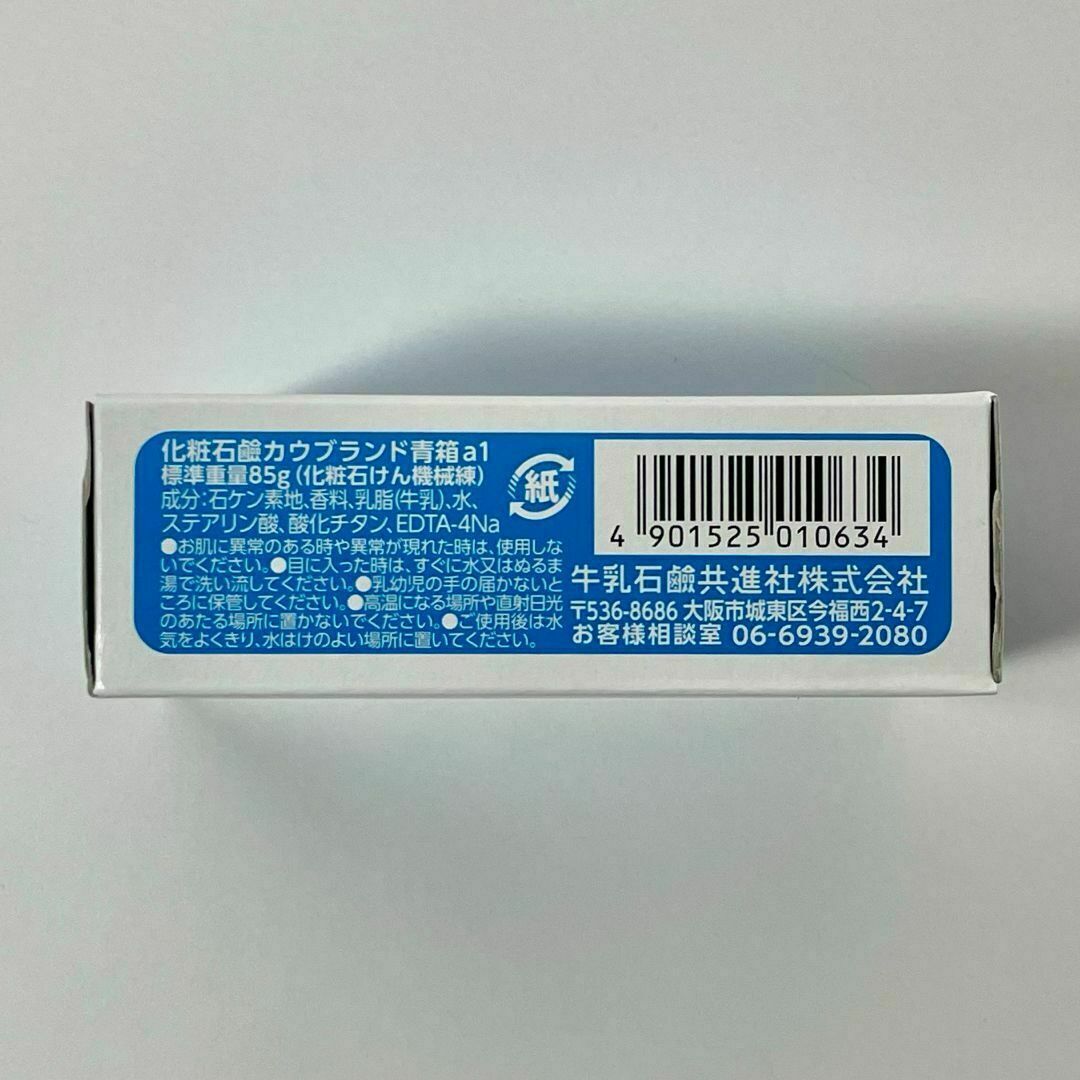 化粧石鹼カウブランド青箱a1
標準重量85g(化粧石けん機械練)
成分:石ケン素地、香料、乳脂(牛乳)、水、
ステアリン酸、酸化チタン、EDTA-4Na
●お肌に異常のある時や異常が現れた時は、使用しな
いでください。●目に入った時は、すぐに水又はぬるま
湯で洗い流してください。●乳幼児の手の届かないと
ころに保管してください。●高温になる場所や直射日光
のあたる場所に置かないでください。●ご使用後は水
気をよくきり、水はけのよい場所に置いてください。
紙
4 901525 010634
牛乳石鹼共進社株式会社
〒536-8686 大阪市城東区今福西2-4-7
お客様相談室 06-6939-2080